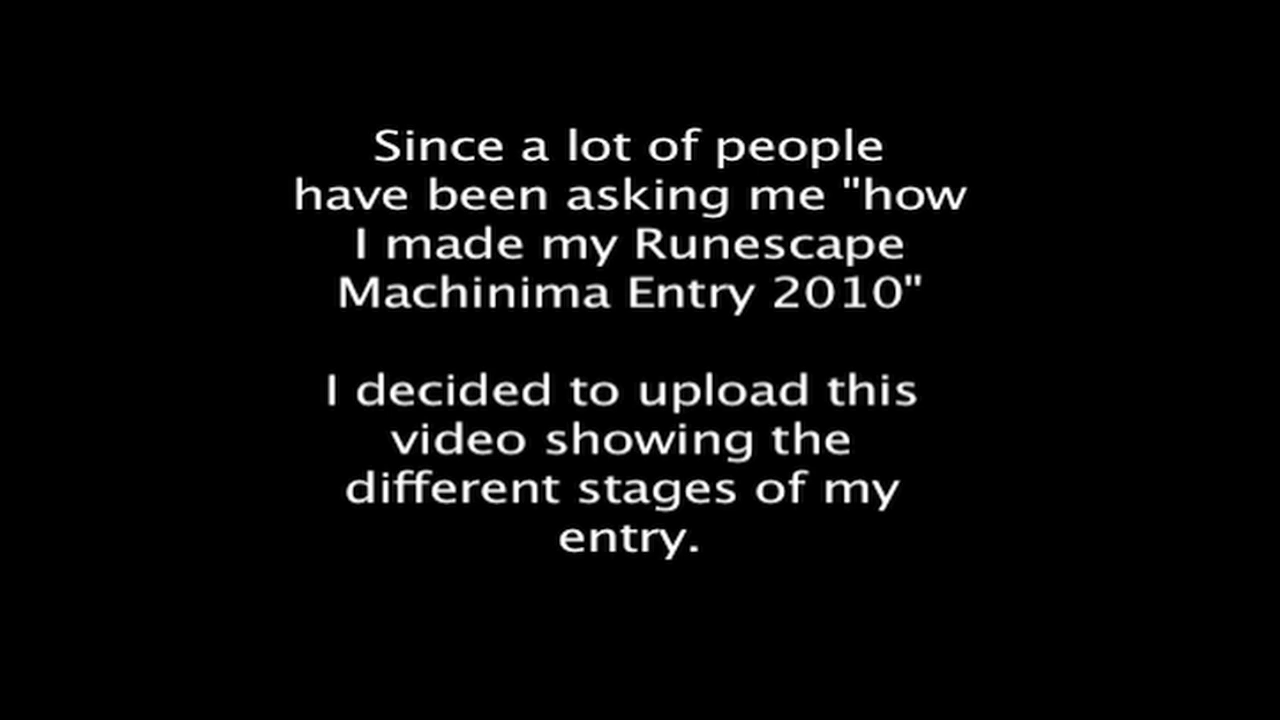 Since a lot of people
have been asking me "how
I made my Runescape
Machinima Entry 2010"
I decided to upload this
video showing the
different stages of my
entry.